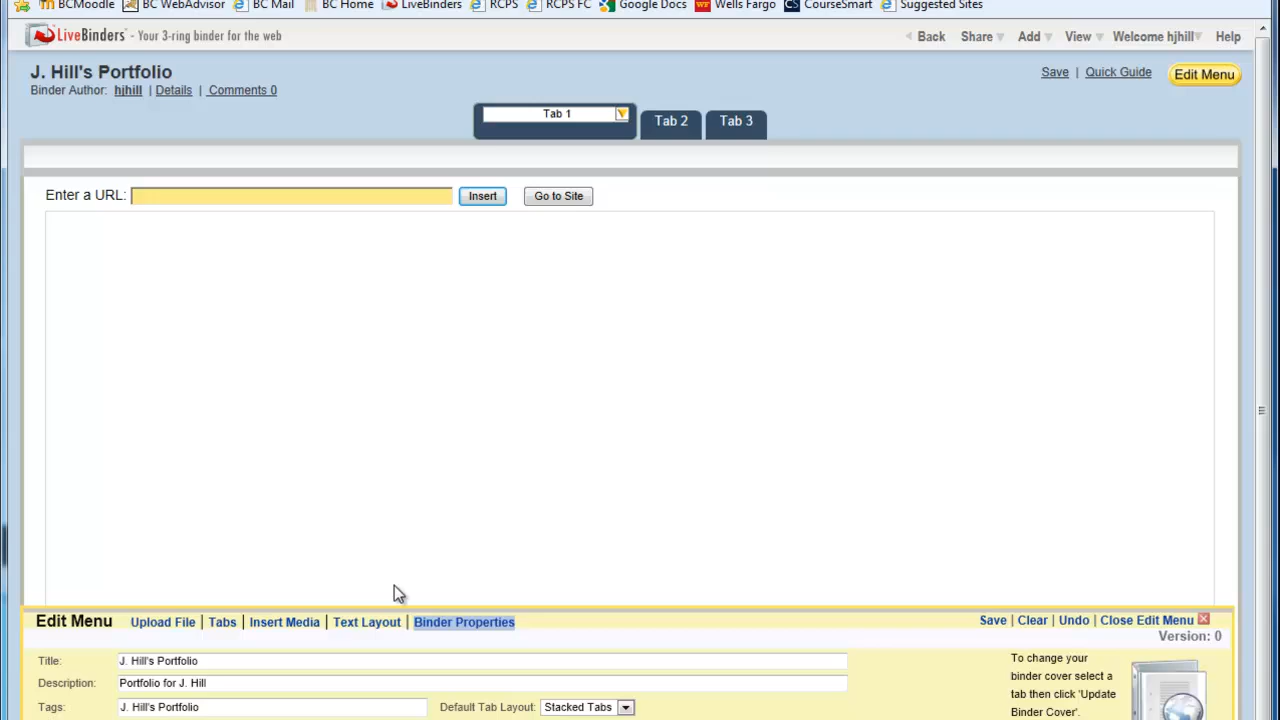 BCMoodle BC WebAdvisor BC Mail BC Home LiveBinders RCPS RCPS FC Google Docs WF Wells Fargo CS CourseSmart Suggested Sites
LiveBinders - Your 3-ring binder for the web Back Share Add View Welcome hjhill Help
J. Hill's Portfolio Save | Quick Guide Edit Menu
Binder Author: hjhill | Details | Comments 0
Tab 1 Tab 2 Tab 3
Enter a URL: Insert Go to Site
Edit Menu Upload File | Tabs | Insert Media | Text Layout | Binder Properties Save | Clear | Undo | Close Edit Menu
Version: 0
Title: J. Hill's Portfolio
Description: Portfolio for J. Hill
Tags: J. Hill's Portfolio Default Tab Layout: Stacked Tabs
To change your
binder cover select a
tab then click 'Update
Binder Cover'.